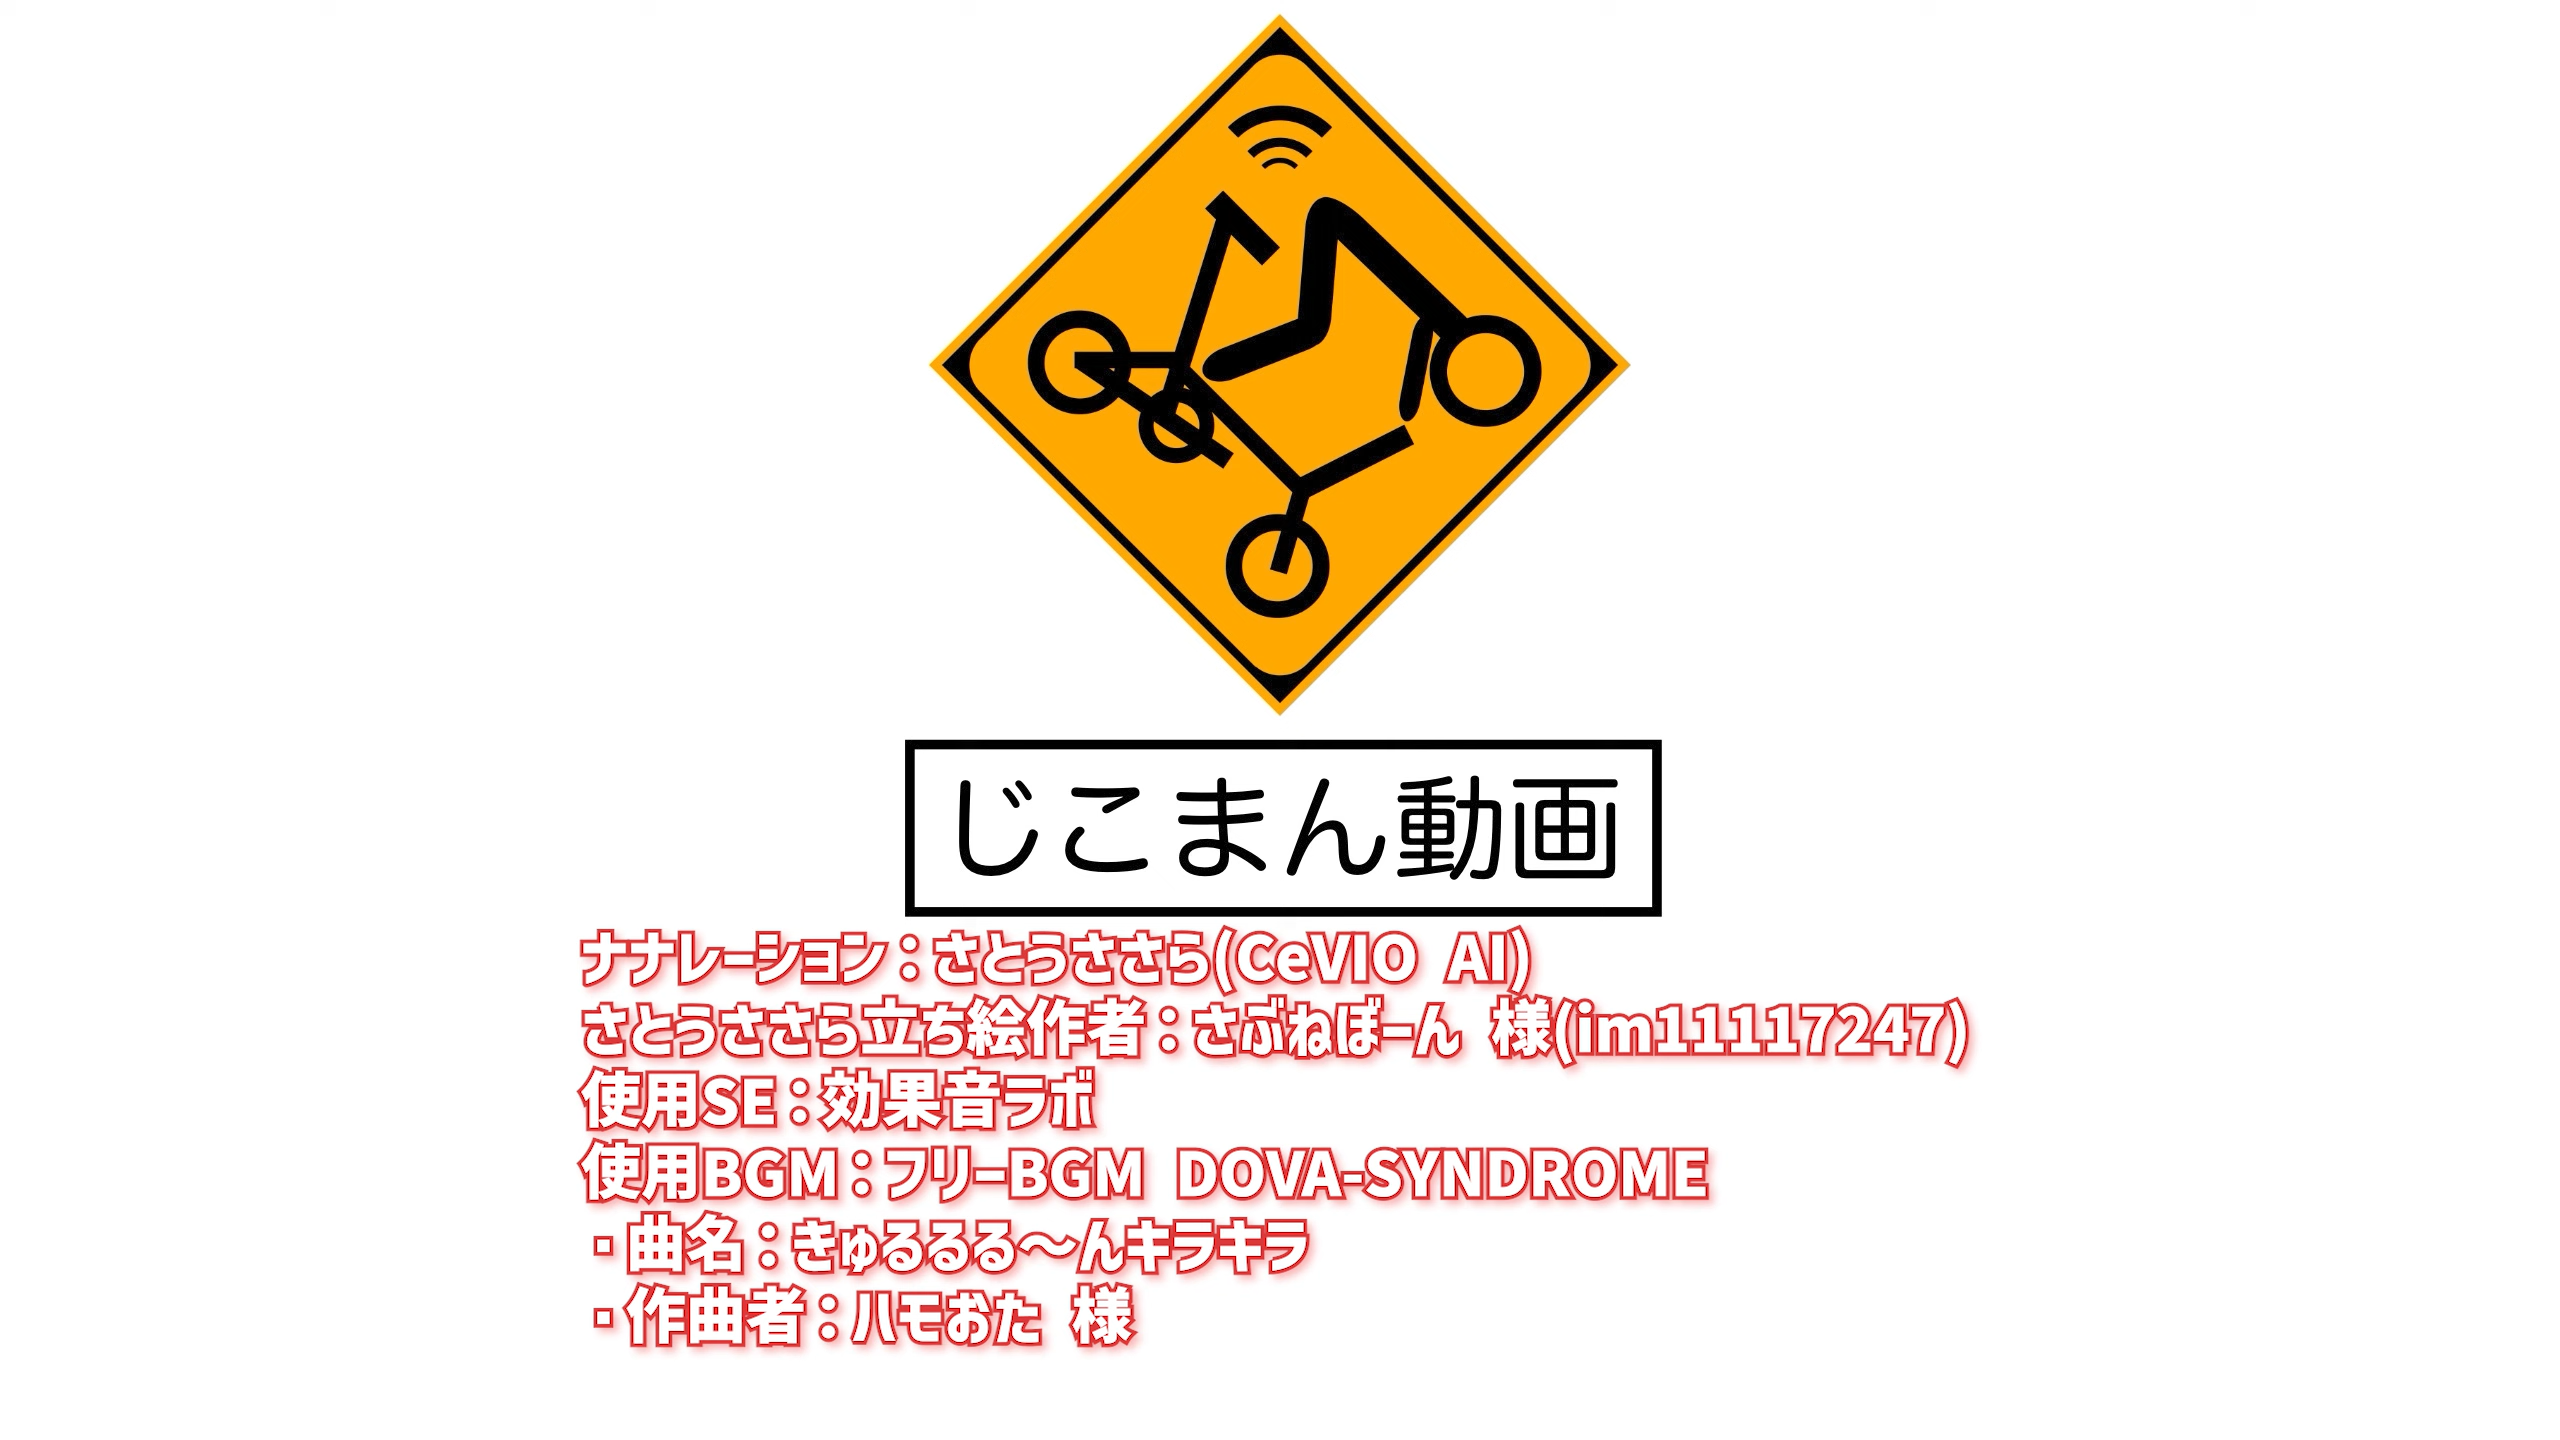 じこまん動画
ナナレーション：さとうささら(CeVIO AI)
さとうささら立ち絵作者：さぶねぼーん 様(im11117247)
使用SE：効果音ラボ
使用BGM：フリーBGM DOVA-SYNDROME
・曲名：きゅるるる～んキラキラ
・作曲者：ハモおた 様